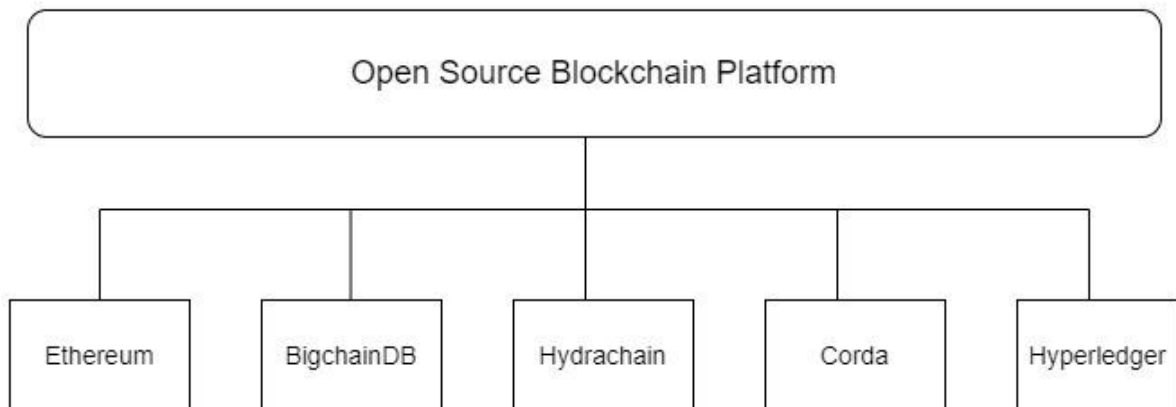 Open Source Blockchain Platform
Ethereum
BigchainDB
Hydrachain
Corda
Hyperledger